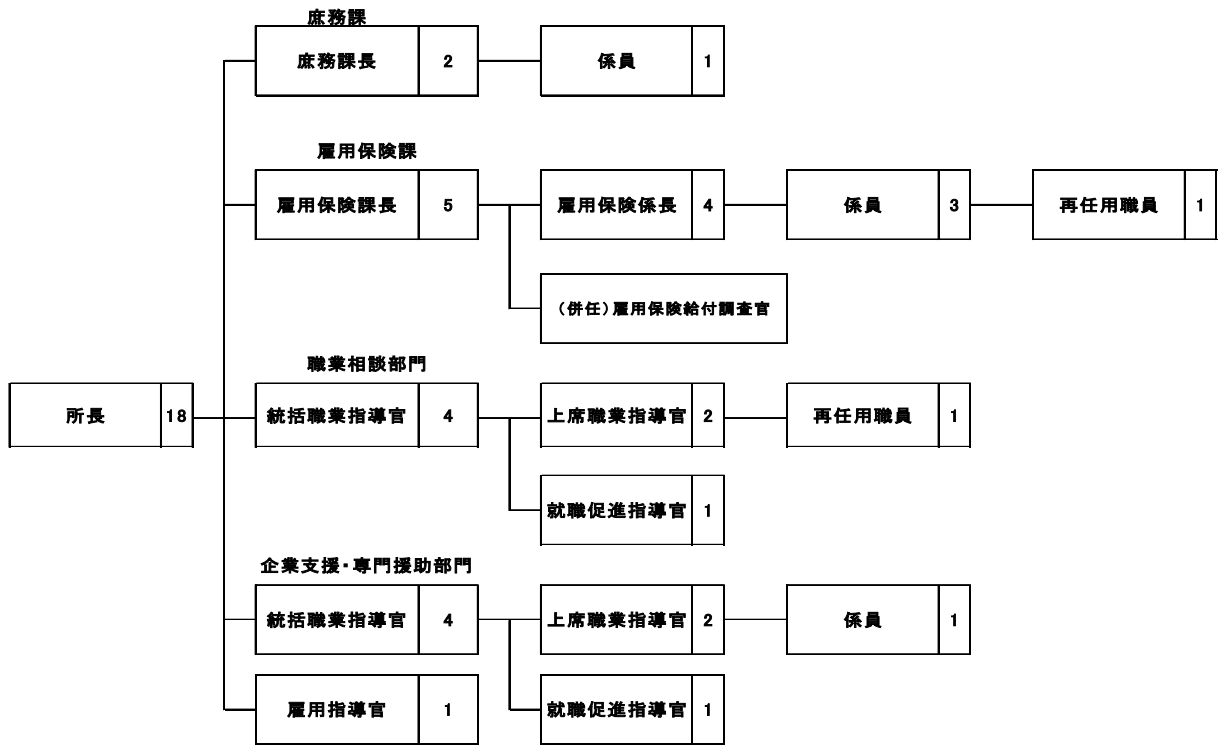 庶務課
庶務課長 2 係員 1
雇用保険課
雇用保険課長 5 雇用保険係長 4 係員 3 再任用職員 1
(併任)雇用保険給付調査官
職業相談部門
所長 18 統括職業指導官 4 上席職業指導官 2 再任用職員 1
就職促進指導官 1
企業支援・専門援助部門
統括職業指導官 4 上席職業指導官 2 係員 1
雇用指導官 1 就職促進指導官 1